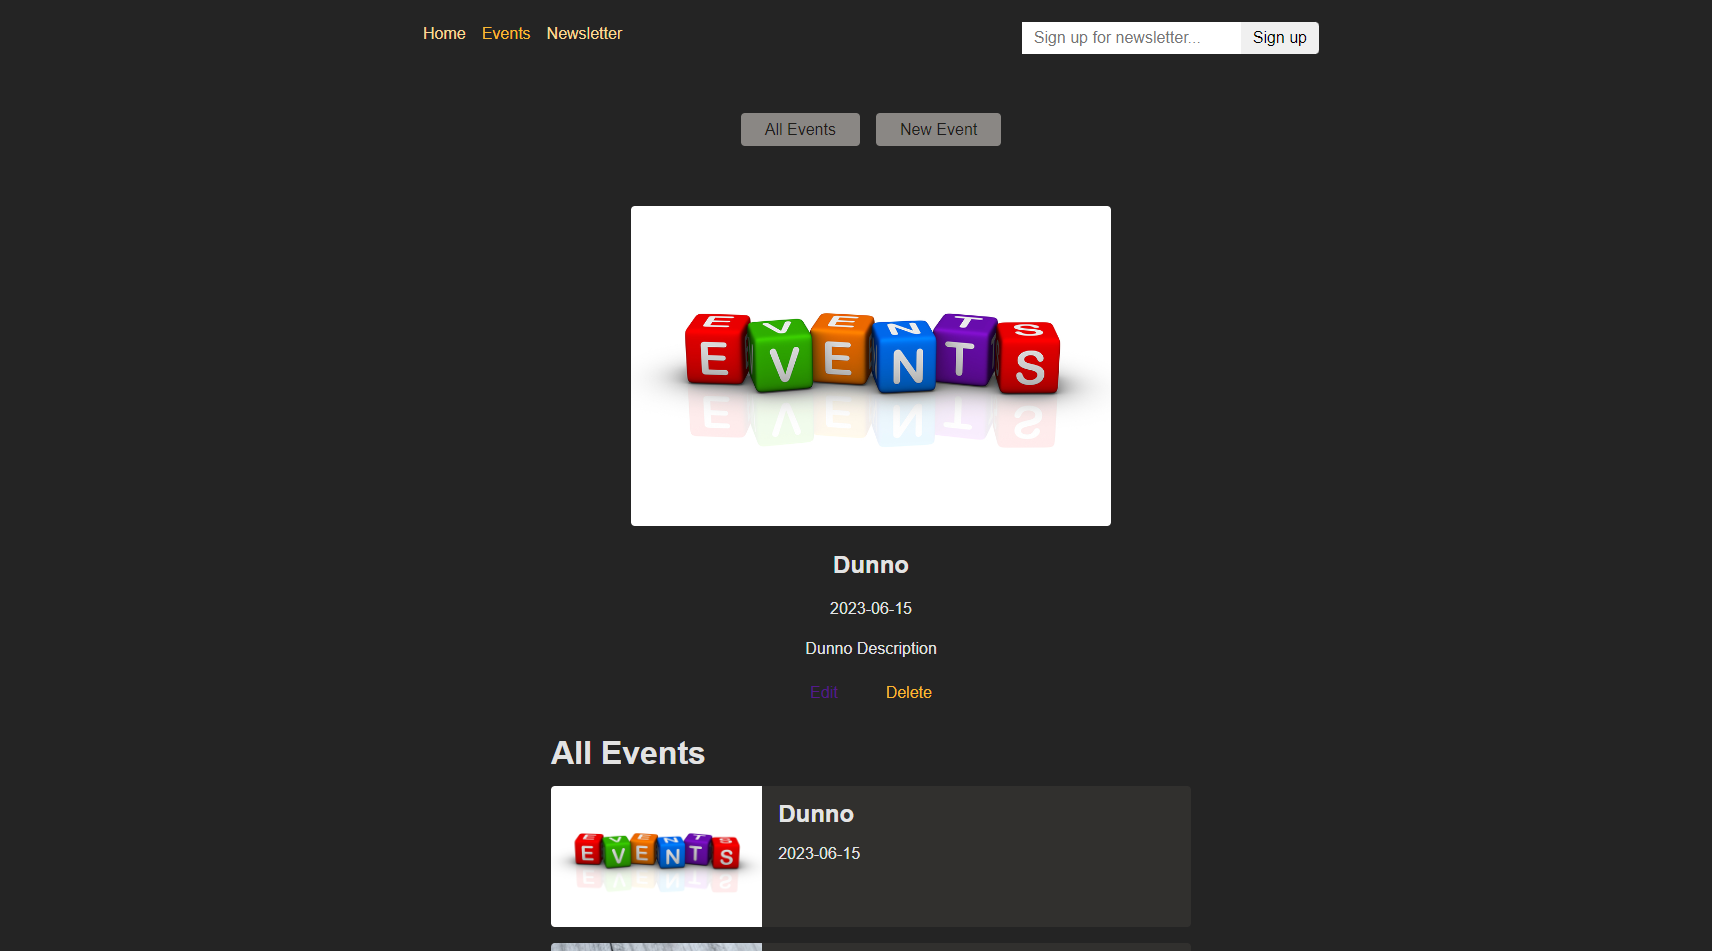 Home Events Newsletter
Sign up for newsletter... Sign up
All Events New Event
EVENTS
Dunno
2023-06-15
Dunno Description
Edit Delete
All Events
EVENTS
Dunno
2023-06-15